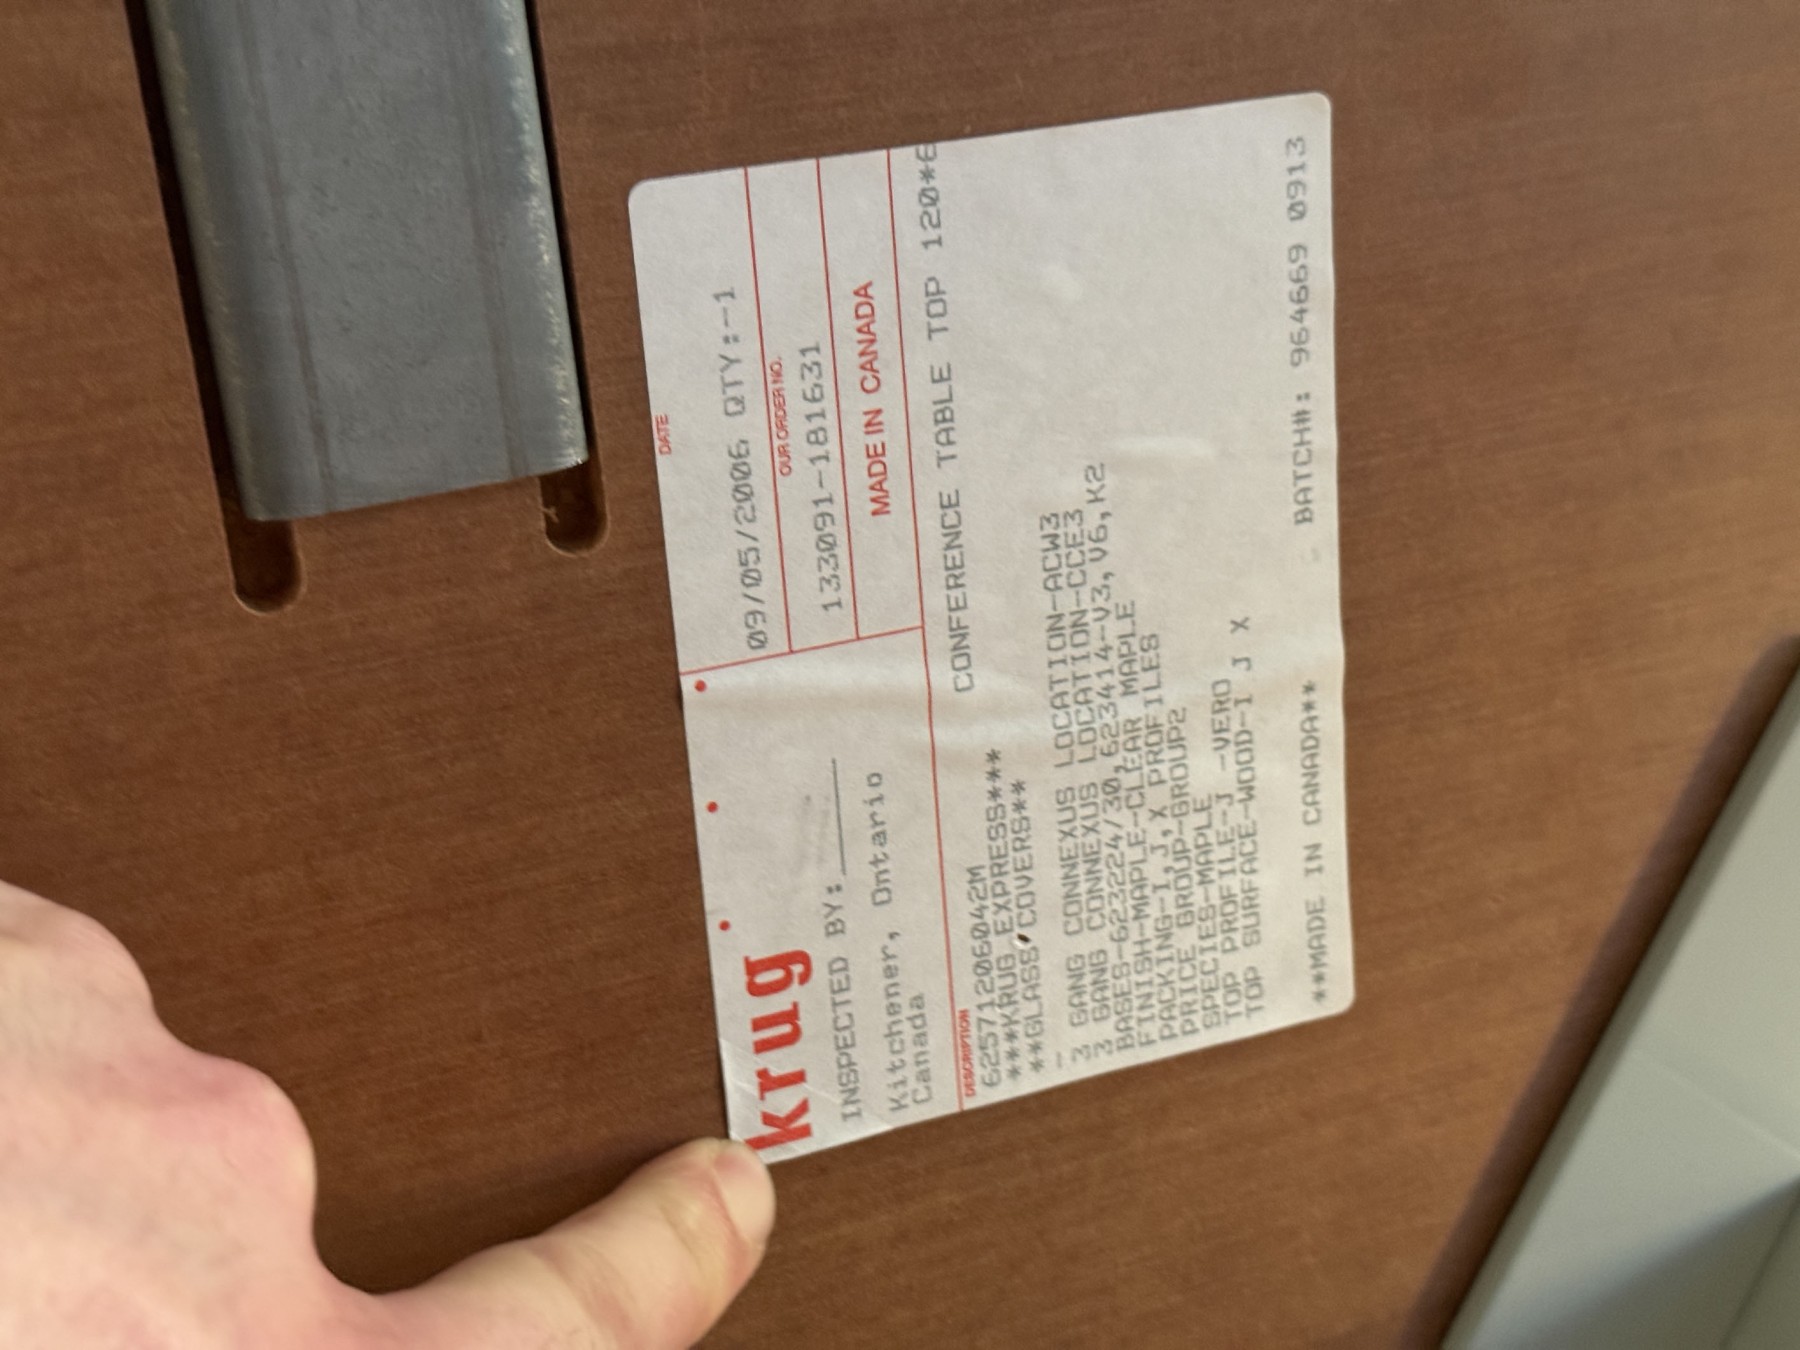 krug
DATE
09/05/2006 QTY:-1
INSPECTED BY:
OUR ORDER NO.
133091-181631
Kitchener, Ontario
Canada
MADE IN CANADA
DESCRIPTION
62571206042M CONFERENCE TABLE TOP 120*6
***KRUG EXPRESS***
**GLASS COVERS**
-
3 GANG CONNEXUS LOCATION-ACW3
3 GANG CONNEXUS LOCATION-CCE3
BASES-623224/30,623414-V3,V6,K2
FINISH-MAPLE-CLEAR MAPLE
PACKING-I,J,X PROFILES
PRICE GROUP-GROUP2
SPECIES-MAPLE
TOP PROFILE-J -VERO
TOP SURFACE-WOOD-I J X
**MADE IN CANADA** BATCH#: 964669 0913